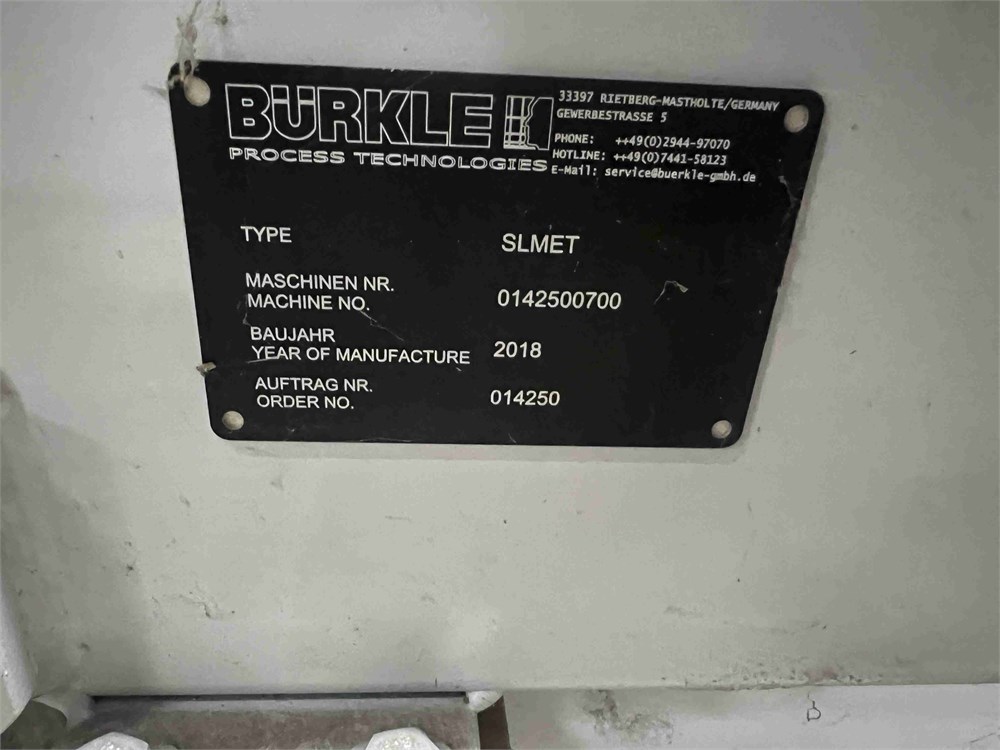 BÜRKLE
PROCESS TECHNOLOGIES
33397 RIETBERG-MASTHOLTE/GERMANY
GEWERBESTRASSE 5
PHONE: ++49(0)2944-97070
HOTLINE: ++49(0)7441-58123
E-Mail: service@buerkle-gmbh.de
TYPE SLMET
MASCHINEN NR.
MACHINE NO. 0142500700
BAUJAHR
YEAR OF MANUFACTURE 2018
AUFTRAG NR.
ORDER NO. 014250